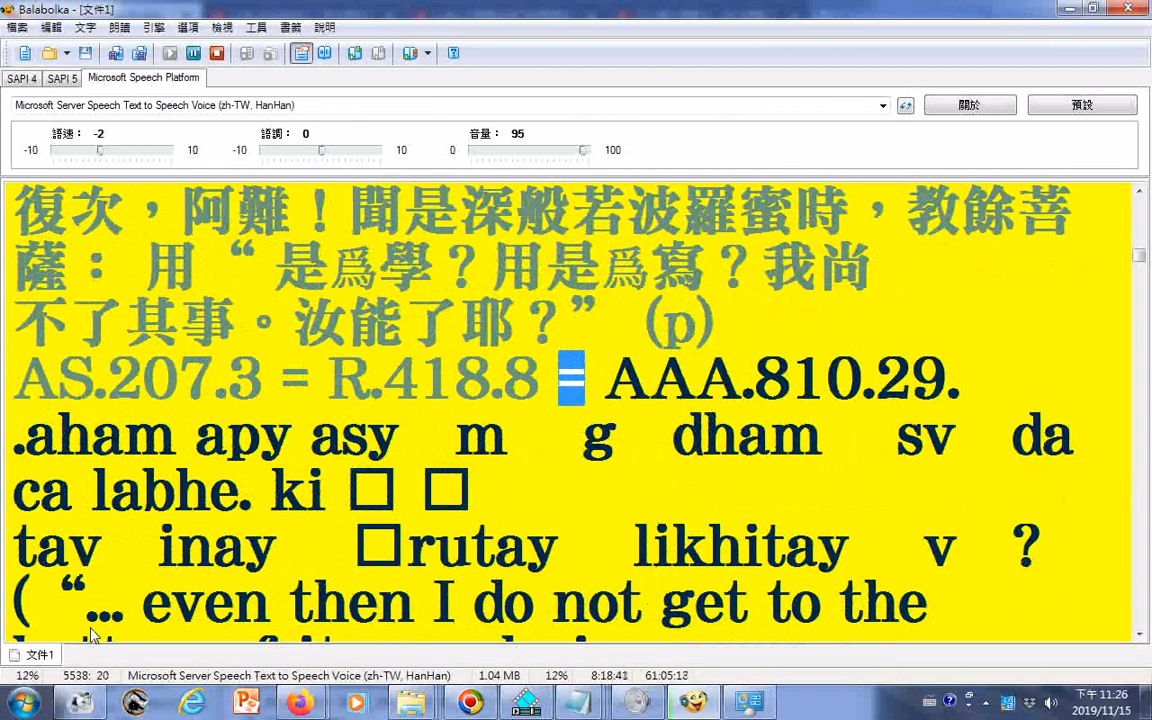 Balabolka - [文件1]
檔案 編輯 文字 朗讀 引擎 選項 檢視 工具 書籤 說明
SAPI 4 SAPI 5 Microsoft Speech Platform
Microsoft Server Speech Text to Speech Voice (zh-TW, HanHan) 關於 預設
語速： -2 語調： 0 音量： 95
-10 10 -10 10 0 100
復次，阿難！聞是深般若波羅蜜時，教餘菩
薩： 用 “ 是爲學？用是爲寫？我尚
不了其事。汝能了耶？” (p)
AS.207.3 = R.418.8 = AAA.810.29.
.aham apy asy m g dham sv da
ca labhe. ki □ □
tav inay □rutay likhitay v ?
( “... even then I do not get to the
文件1
12% 5538: 20 Microsoft Server Speech Text to Speech Voice (zh-TW, HanHan) 1.04 MB 12% 8:18:41 61:05:13
下午 11:26
2019/11/15